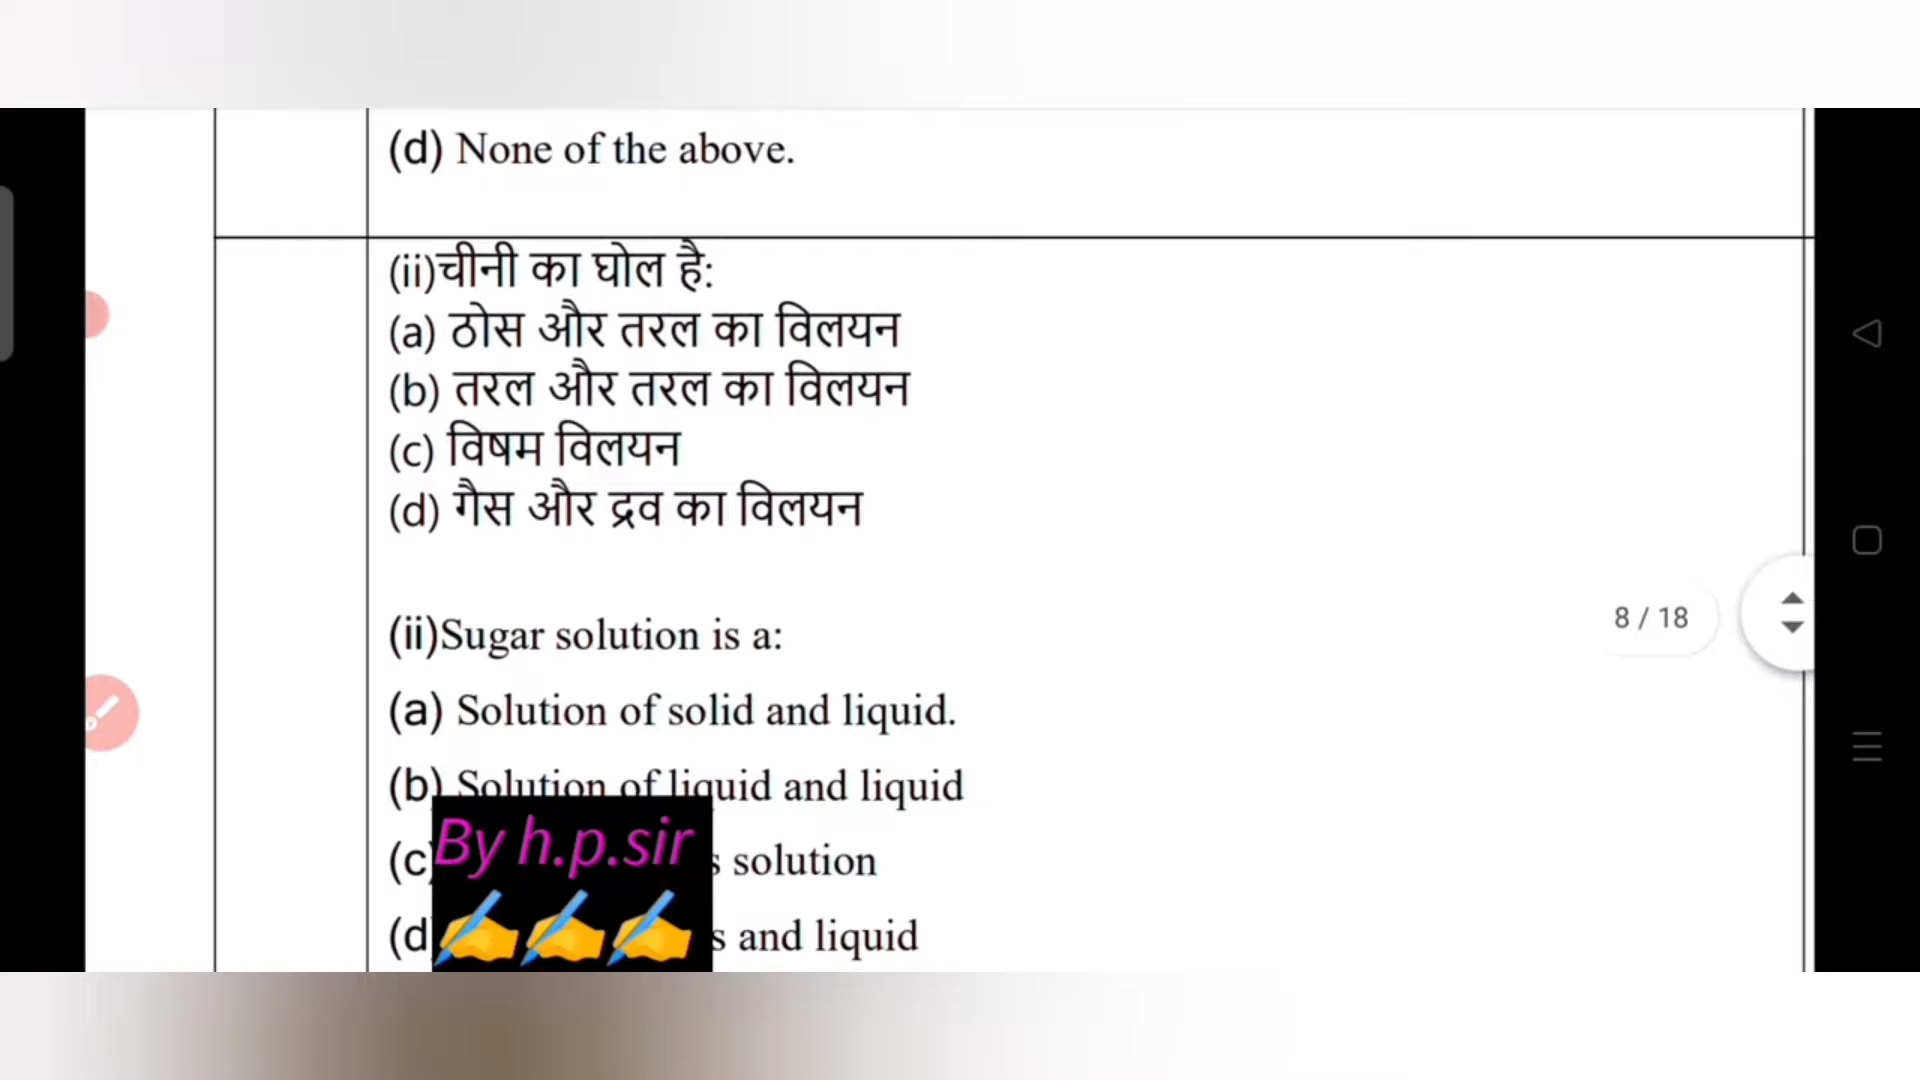 (d) None of the above.
(ii)चीनी का घोल है:
(a) ठोस और तरल का विलयन
(b) तरल और तरल का विलयन
(c) विषम विलयन
(d) गैस और द्रव का विलयन
8 / 18
(ii)Sugar solution is a:
(a) Solution of solid and liquid.
(b) Solution of liquid and liquid
(c) solution
(d) and liquid
By h.p.sir